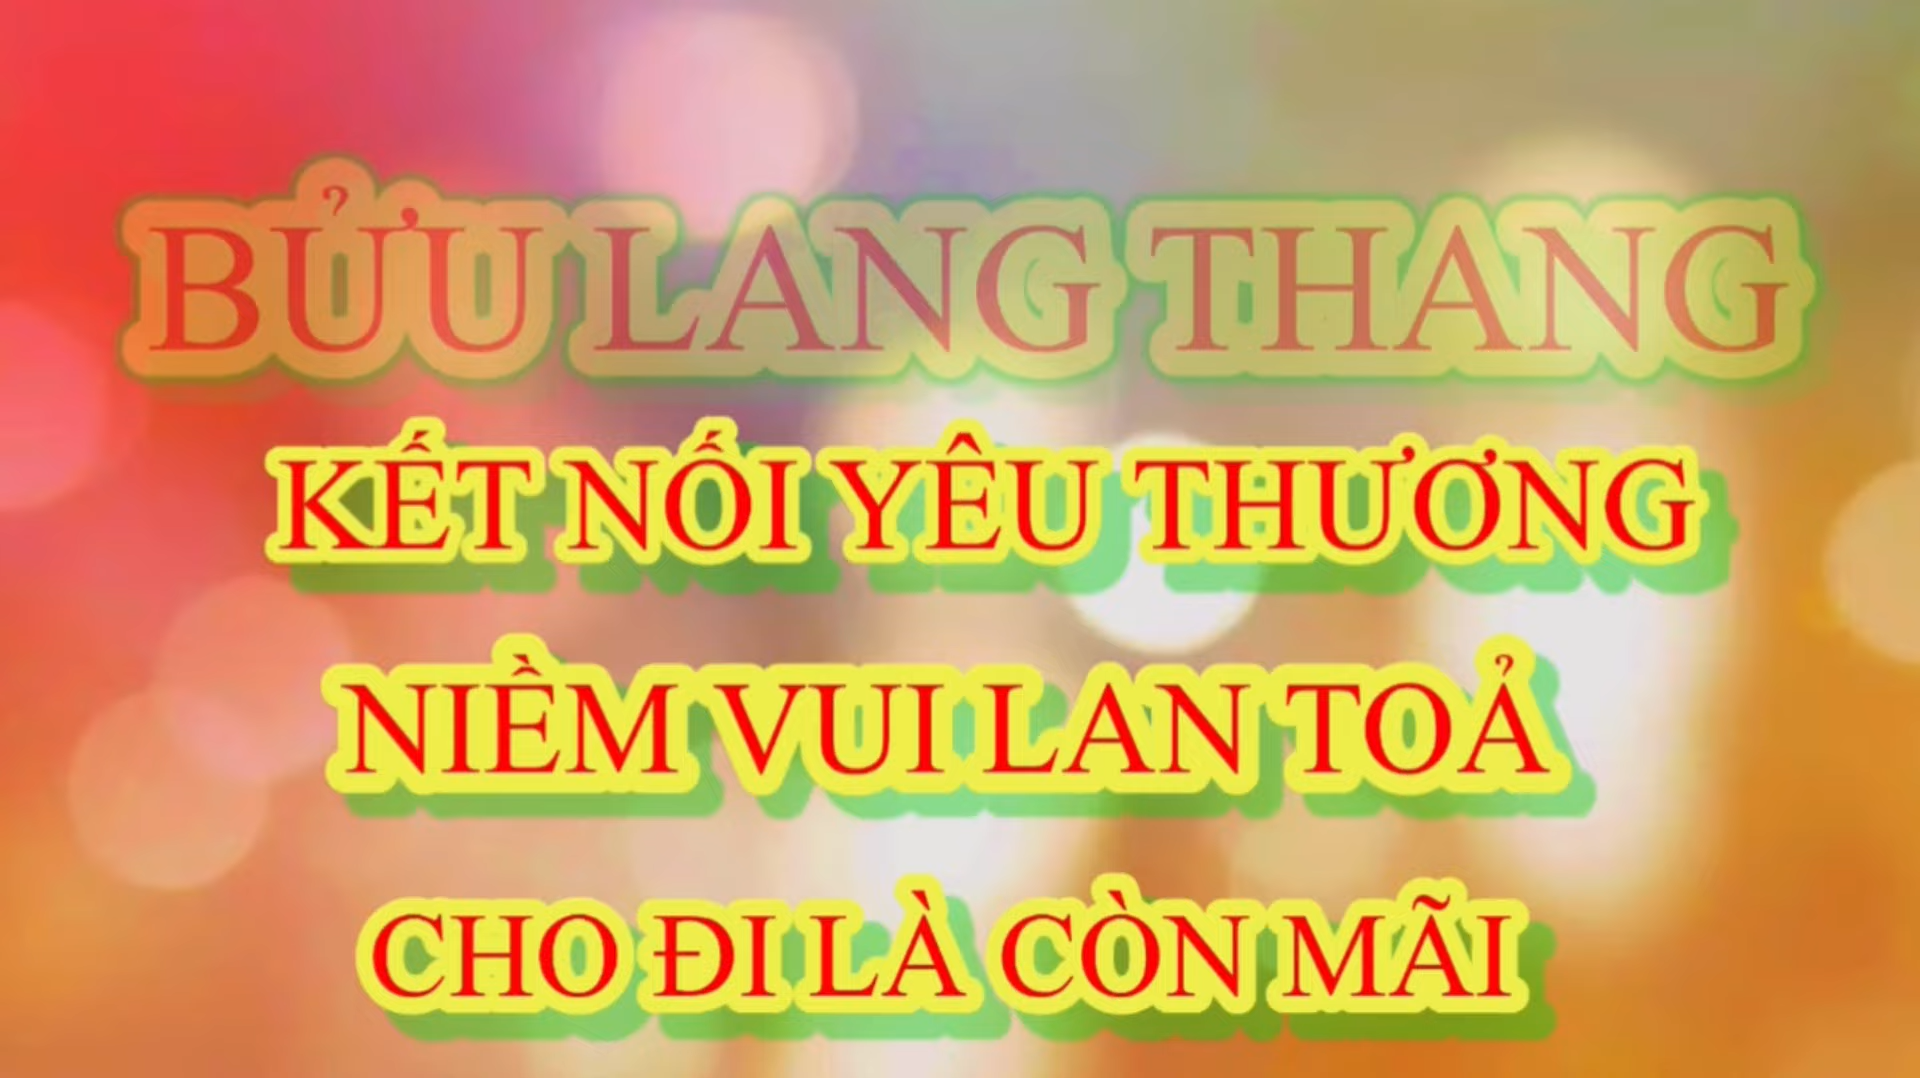 BỬU LANG THANG
KẾT NỐI YÊU THƯƠNG
NIỀM VUI LAN TOẢ
CHO ĐI LÀ CÒN MÃI